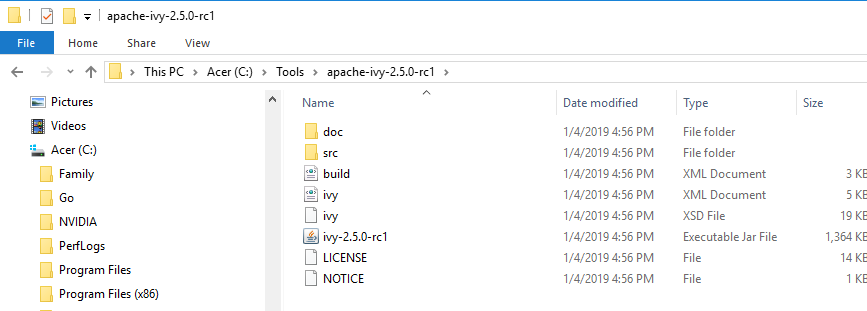 apache-ivy-2.5.0-rc1
File Home Share View
This PC Acer (C:) Tools apache-ivy-2.5.0-rc1
Pictures
Videos
Acer (C:)
Family
Go
NVIDIA
PerfLogs
Program Files
Program Files (x86)
Name Date modified Type Size
doc 1/4/2019 4:56 PM File folder
src 1/4/2019 4:56 PM File folder
build 1/4/2019 4:56 PM XML Document 3 KB
ivy 1/4/2019 4:56 PM XML Document 5 KB
ivy 1/4/2019 4:56 PM XSD File 19 KB
ivy-2.5.0-rc1 1/4/2019 4:56 PM Executable Jar File 1,364 KB
LICENSE 1/4/2019 4:56 PM File 14 KB
NOTICE 1/4/2019 4:56 PM File 1 KB